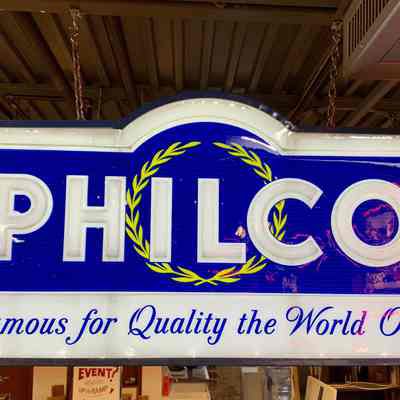 PHILCO
amous for Quality the World O
EVENT!